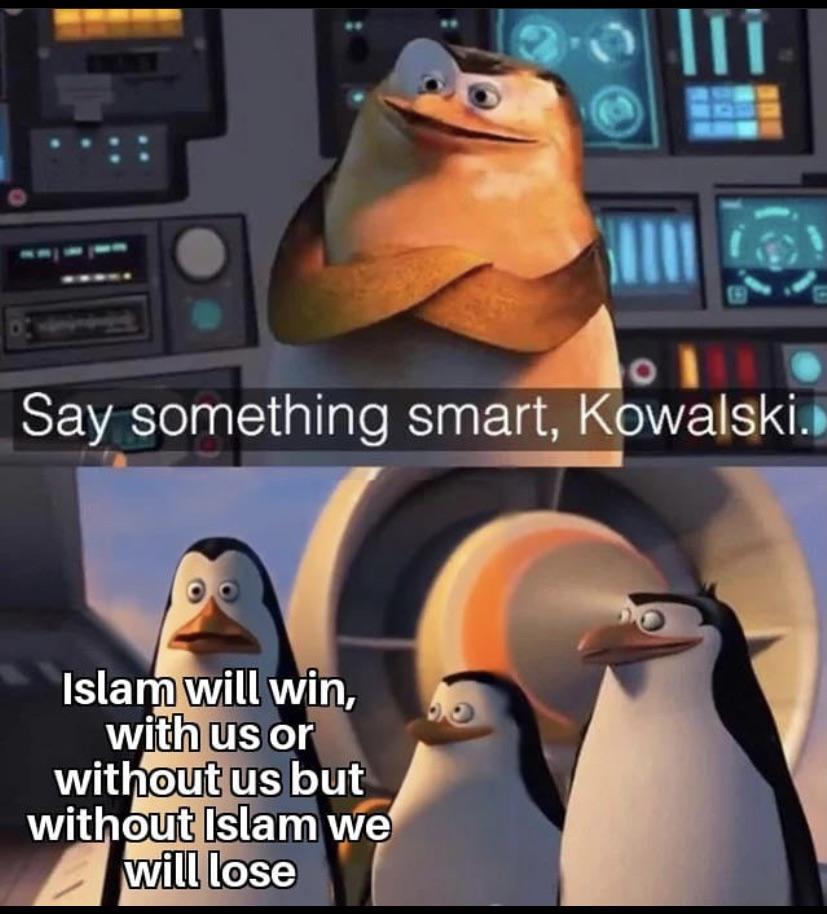 Say something smart, Kowalski.
Islam will win,
with us or
without us but
without Islam we
will lose